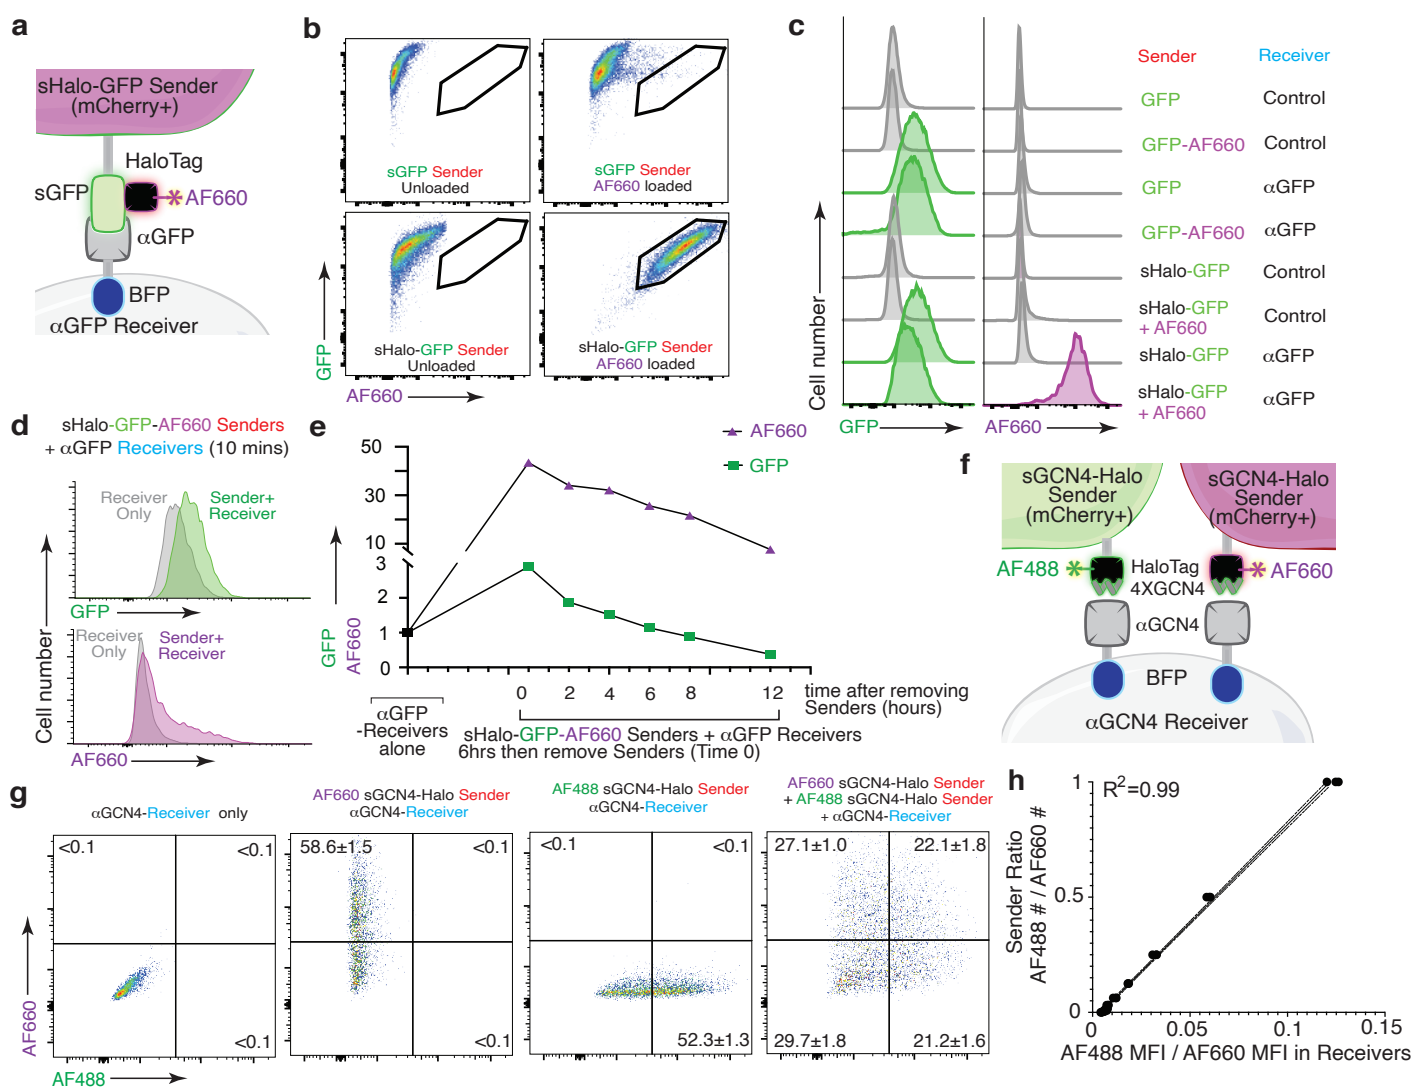 a
sHalo-GFP Sender
(mCherry+)
HaloTag
sGFP
AF660
αGFP
BFP
αGFP Receiver
b
sGFP Sender
Unloaded
sGFP Sender
AF660 loaded
sHalo-GFP Sender
Unloaded
sHalo-GFP Sender
AF660 loaded
GFP
AF660
c
Sender Receiver
GFP Control
GFP-AF660 Control
GFP αGFP
GFP-AF660 αGFP
sHalo-GFP Control
sHalo-GFP
+ AF660
Control
sHalo-GFP αGFP
sHalo-GFP
+ AF660
αGFP
Cell number
GFP
AF660
d
sHalo-GFP-AF660 Senders
+ αGFP Receivers (10 mins)
Receiver
Only
Sender+
Receiver
GFP
Receiver
Only
Sender+
Receiver
Cell number
AF660
e
AF660
GFP
50
30
10
3
2
1
0
GFP
AF660
0 2 4 6 8 12
time after removing
Senders (hours)
αGFP
-Receivers
alone
sHalo-GFP-AF660 Senders + αGFP Receivers
6hrs then remove Senders (Time 0)
f
sGCN4-Halo
Sender
(mCherry+)
sGCN4-Halo
Sender
(mCherry+)
AF488
HaloTag
4XGCN4
AF660
αGCN4
BFP
αGCN4 Receiver
g
αGCN4-Receiver only
<0.1 <0.1
<0.1
AF660
AF488
AF660 sGCN4-Halo Sender
αGCN4-Receiver
58.6±1.5 <0.1
<0.1
AF488 sGCN4-Halo Sender
αGCN4-Receiver
<0.1 <0.1
52.3±1.3
AF660 sGCN4-Halo Sender
+ AF488 sGCN4-Halo Sender
+ αGCN4-Receiver
27.1±1.0 22.1±1.8
29.7±1.8 21.2±1.6
h
R2=0.99
1
0.5
0
Sender Ratio
AF488 # / AF660 #
0 0.05 0.1 0.15
AF488 MFI / AF660 MFI in Receivers